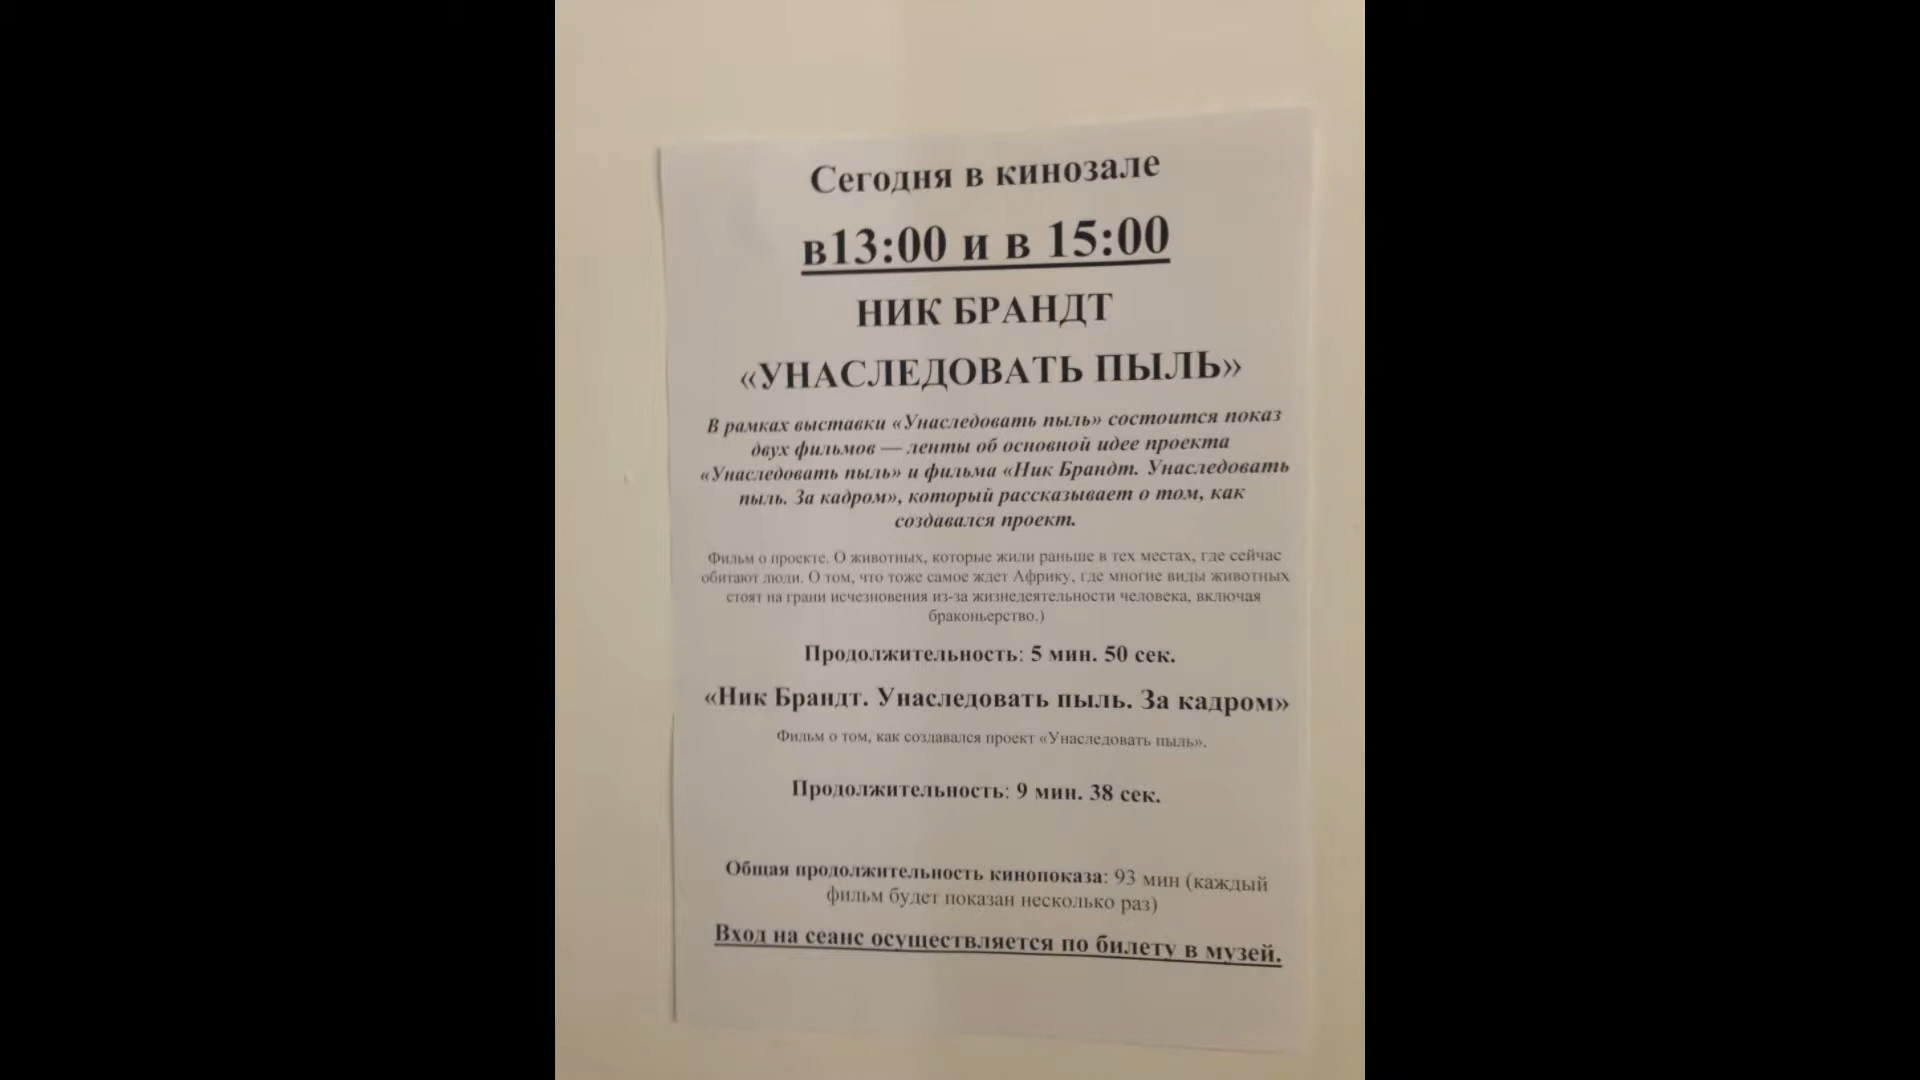 Сегодня в кинозале
в13:00 и в 15:00
НИК БРАНДТ
«УНАСЛЕДОВАТЬ ПЫЛЬ»
В рамках выставки «Унаследовать пыль» состоится показ
двух фильмов — ленты об основной идее проекта
«Унаследовать пыль» и фильма «Ник Брандт. Унаследовать
пыль. За кадром», который рассказывает о том, как
создавался проект.
Фильм о проекте. О животных, которые жили раньше в тех местах, где сейчас
обитают люди. О том, что тоже самое ждет Африку, где многие виды животных
стоят на грани исчезновения из-за жизнедеятельности человека, включая
браконьерство.)
Продолжительность: 5 мин. 50 сек.
«Ник Брандт. Унаследовать пыль. За кадром»
Фильм о том, как создавался проект «Унаследовать пыль».
Продолжительность: 9 мин. 38 сек.
Общая продолжительность кинопоказа: 93 мин (каждый
фильм будет показан несколько раз)
Вход на сеанс осуществляется по билету в музей.